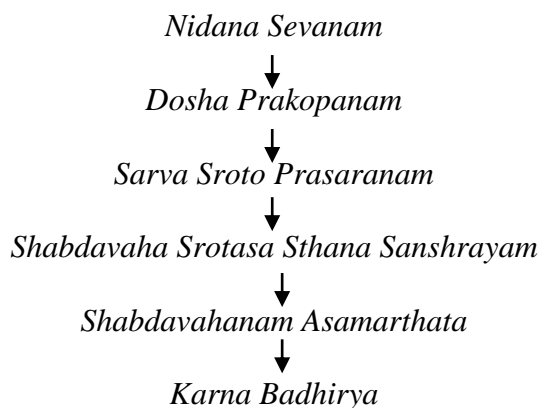 Nidana Sevanam
Dosha Prakopanam
Sarva Sroto Prasaranam
Shabdavaha Srotasa Sthana Sanshrayam
Shabdavahanam Asamarthata
Karna Badhirya